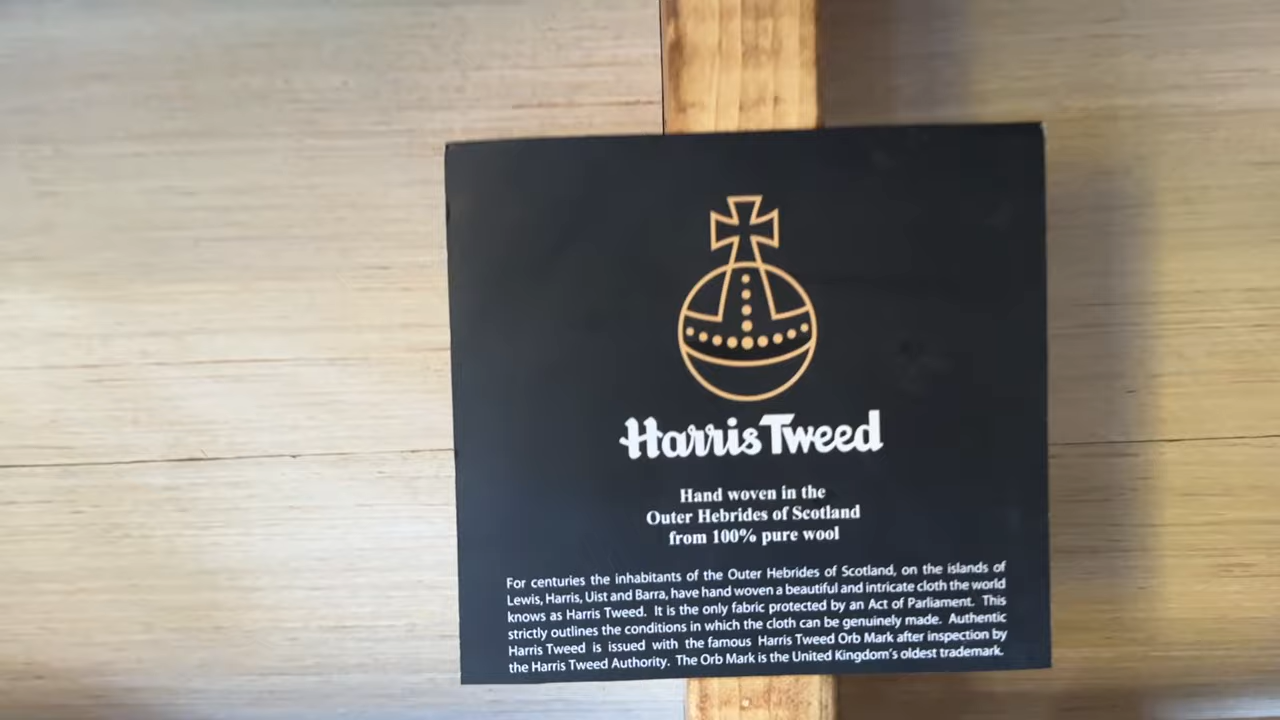 Harris Tweed
Hand woven in the
Outer Hebrides of Scotland
from 100% pure wool
For centuries the inhabitants of the Outer Hebrides of Scotland, on the islands of
Lewis, Harris, Uist and Barra, have hand woven a beautiful and intricate cloth the world
knows as Harris Tweed. It is the only fabric protected by an Act of Parliament. This
strictly outlines the conditions in which the cloth can be genuinely made. Authentic
Harris Tweed is issued with the famous Harris Tweed Orb Mark after inspection by
the Harris Tweed Authority. The Orb Mark is the United Kingdom's oldest trademark.